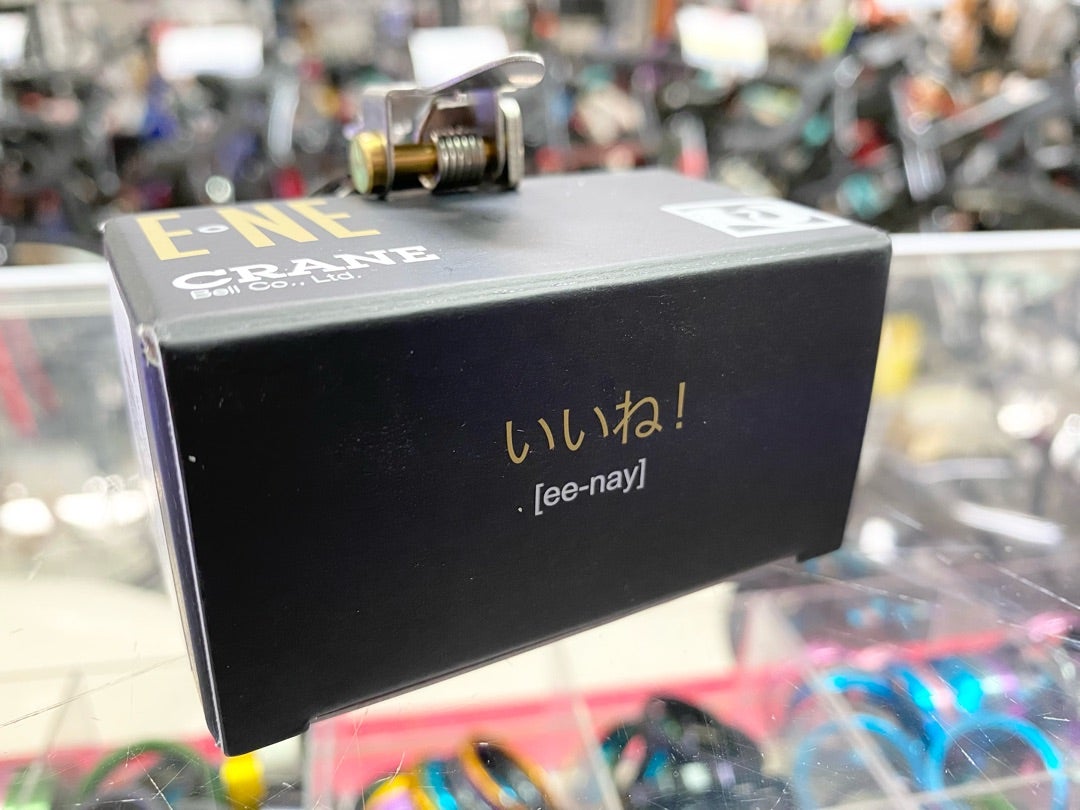 E·NE
CRANE
Bell Co., Ltd.
いいね!
[ee-nay]